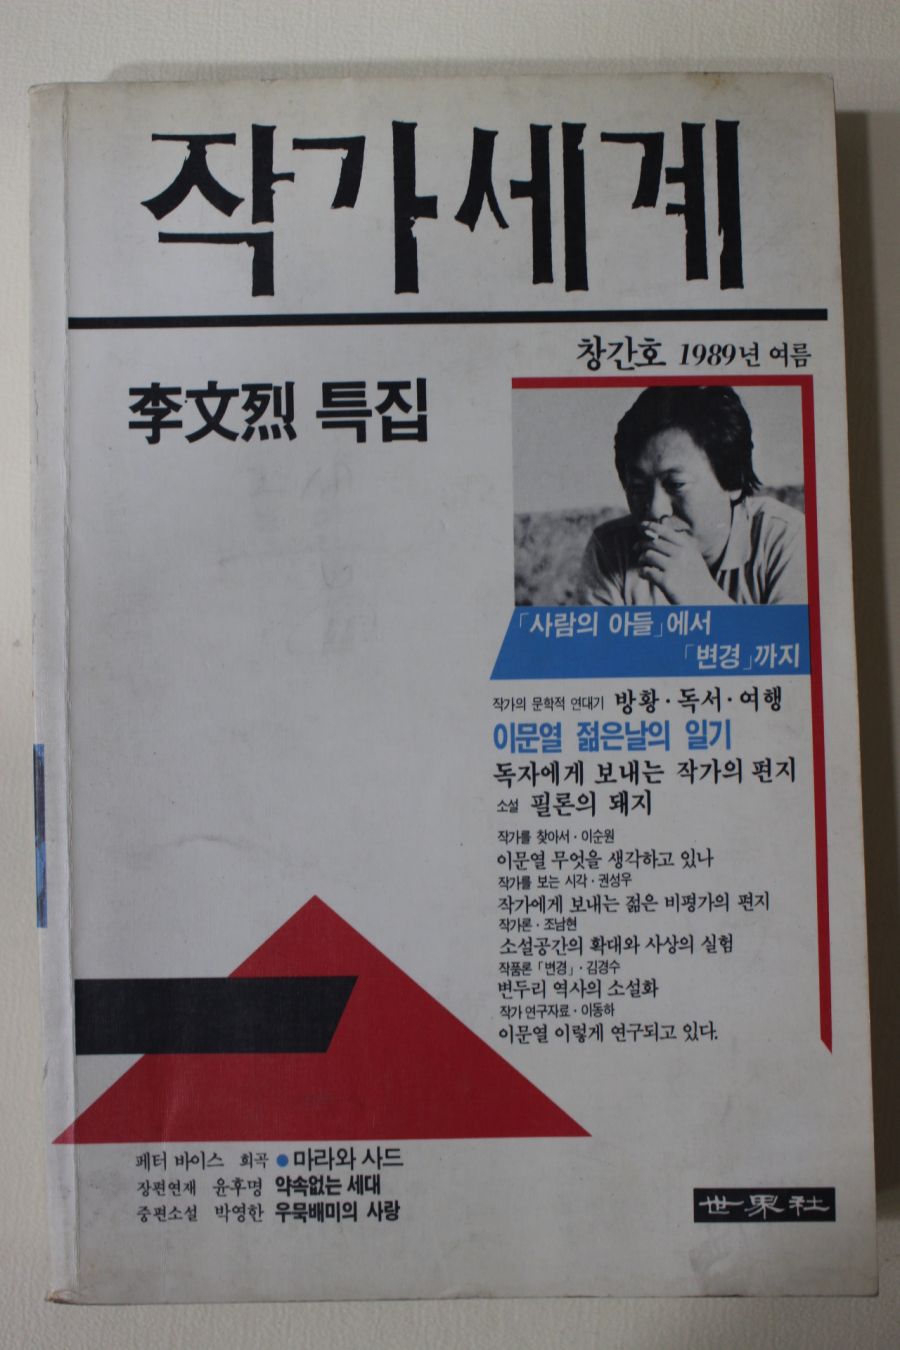 작가세계
창간호 1989년 여름
李文烈 특집
「사람의 아들」에서
「변경」까지
작가의 문학적 연대기 방황·독서·여행
이문열 젊은날의 일기
독자에게 보내는 작가의 편지
소설 필론의 돼지
작가를 찾아서·이순원
이문열 무엇을 생각하고 있나
작가를 보는 시각·권성우
작가에게 보내는 젊은 비평가의 편지
작가론·조남현
소설공간의 확대와 사상의 실험
작품론「변경」·김경수
변두리 역사의 소설화
작가 연구자료·이동하
이문열 이렇게 연구되고 있다.
페터 바이스 희곡 ● 마라와 사드
장편연재 윤후명 약속없는 세대
중편소설 박영한 우묵배미의 사랑
世界社